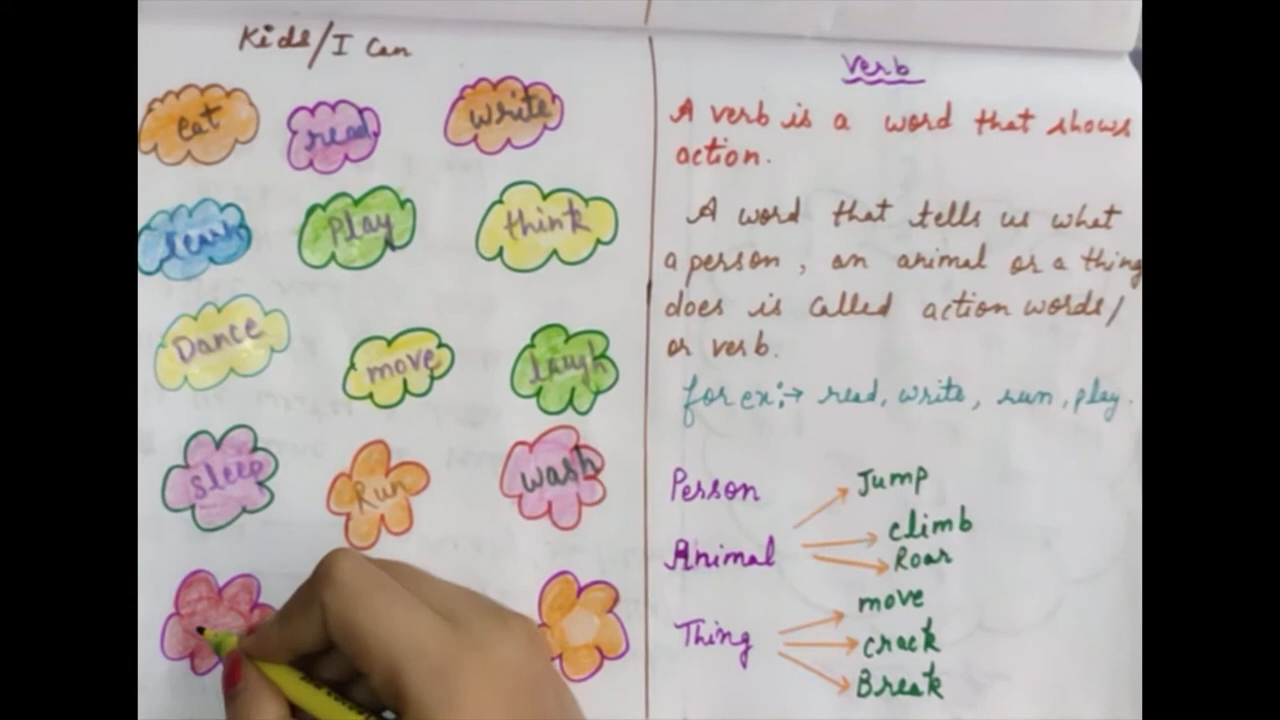 Kids/I Can
eat read write
learn play think
Dance move laugh
sleep Run wash
Verb
A verb is a word that shows
action.
A word that tells us what
a person, an animal or a thing
does is called action words/
or verb.
for ex:→ read, write, run, play.
Person
Jump
Animal
climb
Roar
Thing
move
crack
Break